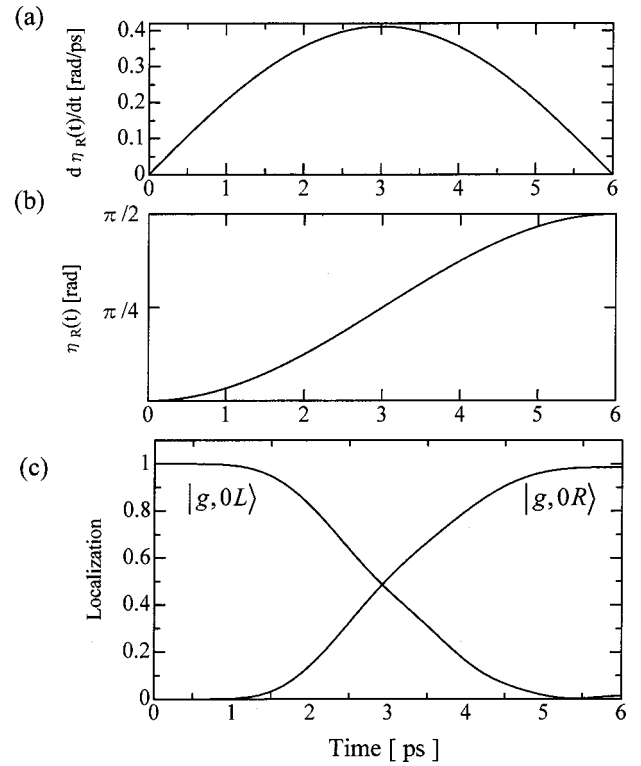 (a)
d η R(t)/dt [rad/ps]
0.4
0.3
0.2
0.1
0
0 1 2 3 4 5 6
(b)
η R(t) [rad]
π /2
π /4
0 1 2 3 4 5 6
(c)
Localization
1
0.8
0.6
0.4
0.2
0
|g,0L⟩
|g,0R⟩
0 1 2 3 4 5 6
Time [ ps ]